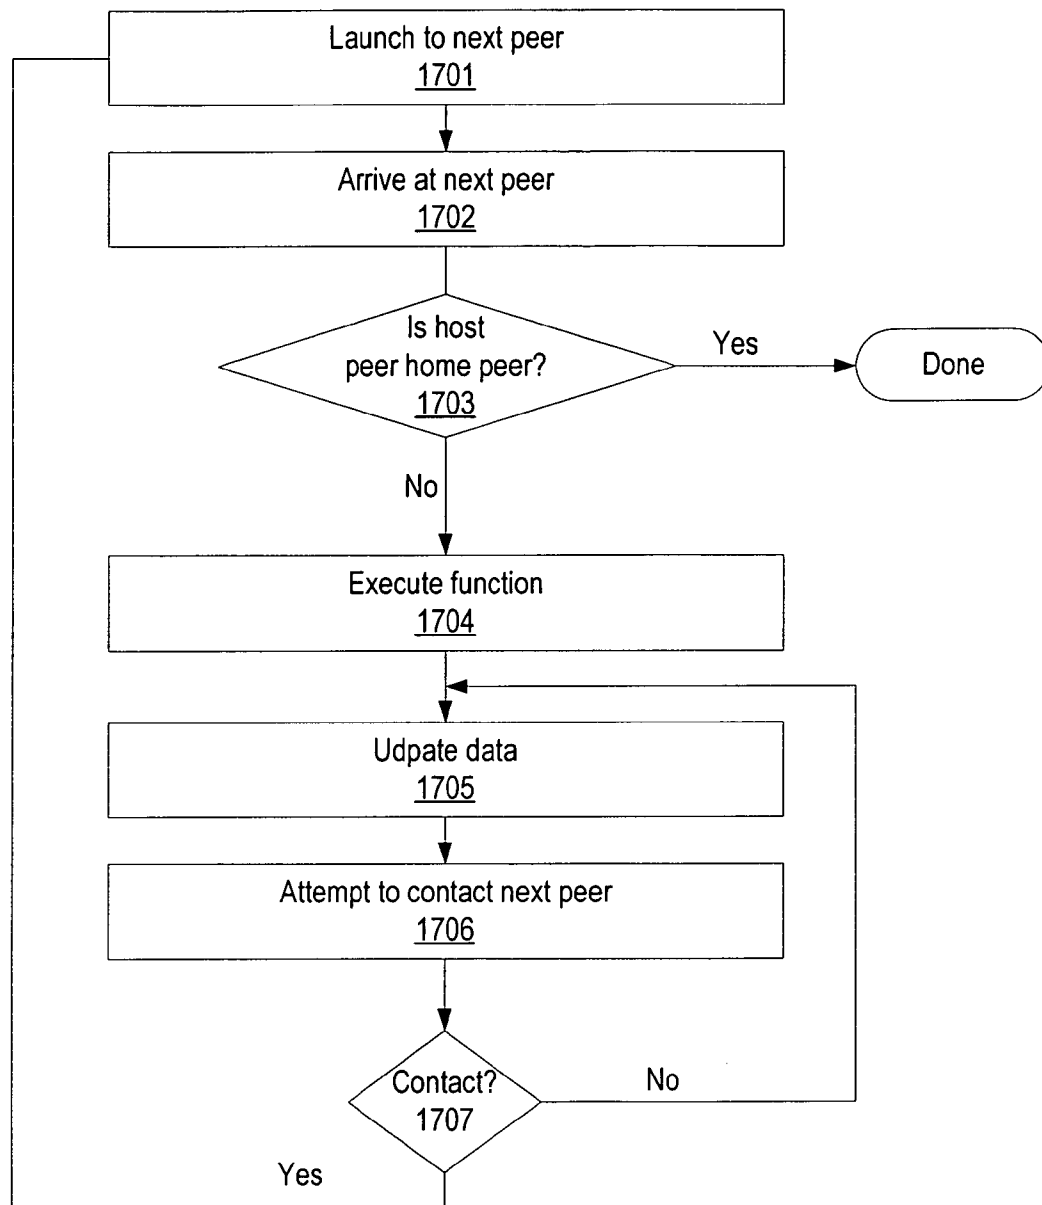 Launch to next peer
1701
Arrive at next peer
1702
Is host
peer home peer?
1703
Yes
Done
No
Execute function
1704
Udpate data
1705
Attempt to contact next peer
1706
Contact?
1707
No
Yes